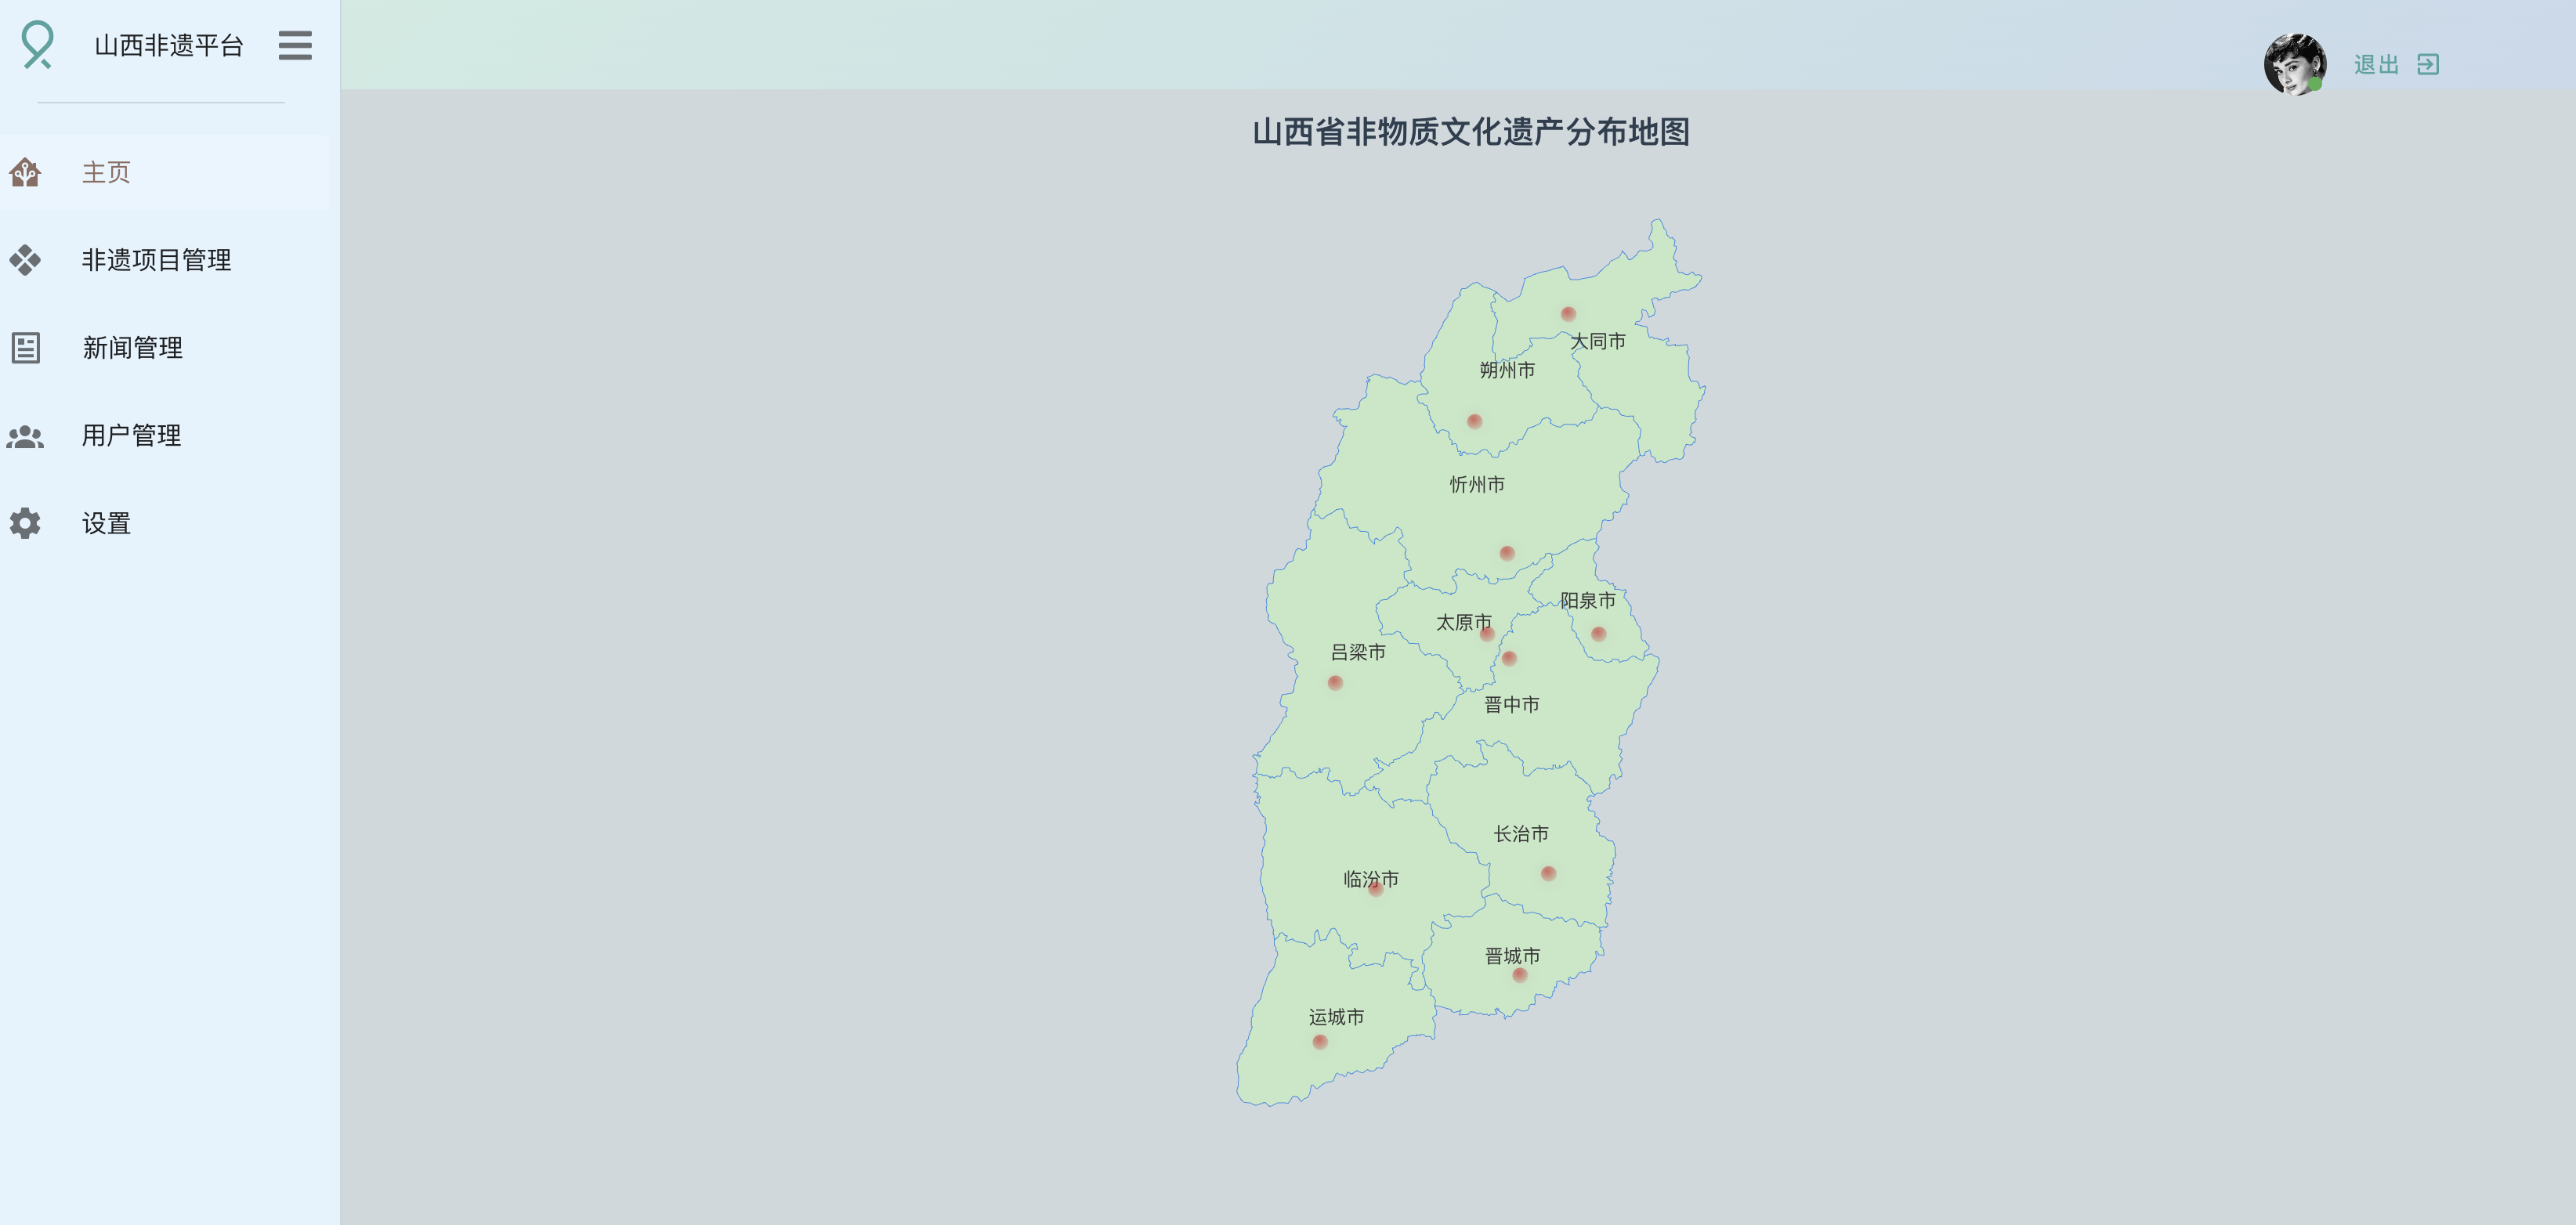 山西非遗平台
退出
主页
非遗项目管理
新闻管理
用户管理
设置
山西省非物质文化遗产分布地图
大同市
朔州市
忻州市
阳泉市
太原市
吕梁市
晋中市
长治市
临汾市
晋城市
运城市